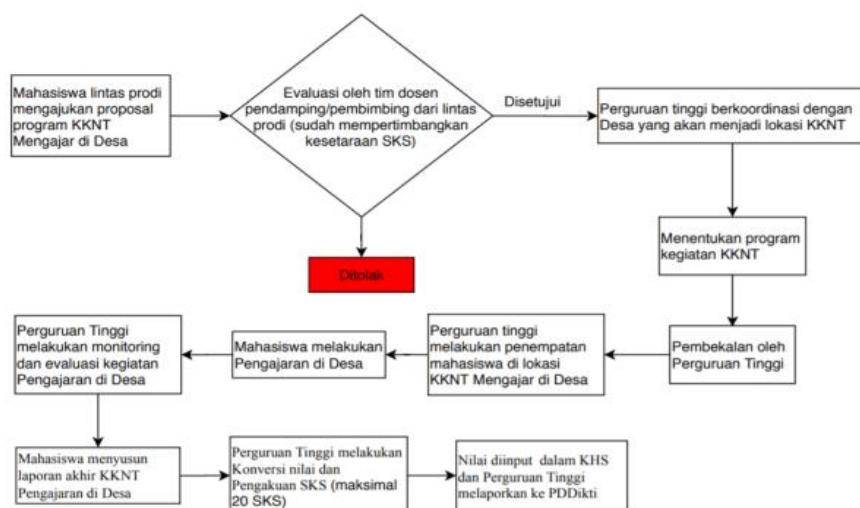 Mahasiswa lintas prodi
mengajukan proposal
program KKNT
Mengajar di Desa
Evaluasi oleh tim dosen
pendamping/pembimbing dari lintas
prodi (sudah mempertimbangkan
kesetaraan SKS)
Disetujui
Perguruan tinggi berkoordinasi dengan
Desa yang akan menjadi lokasi KKNT
Ditolak
Menentukan program
kegiatan KKNT
Pembekalan oleh
Perguruan Tinggi
Perguruan tinggi
melakukan penempatan
mahasiswa di lokasi
KKNT Mengajar di Desa
Mahasiswa melakukan
Pengajaran di Desa
Perguruan Tinggi
melakukan monitoring
dan evaluasi kegiatan
Pengajaran di Desa
Mahasiswa menyusun
laporan akhir KKNT
Pengajaran di Desa
Perguruan Tinggi melakukan
Konversi nilai dan
Pengakuan SKS (maksimal
20 SKS)
Nilai diinput dalam KHS
dan Perguruan Tinggi
melaporkan ke PDDikti